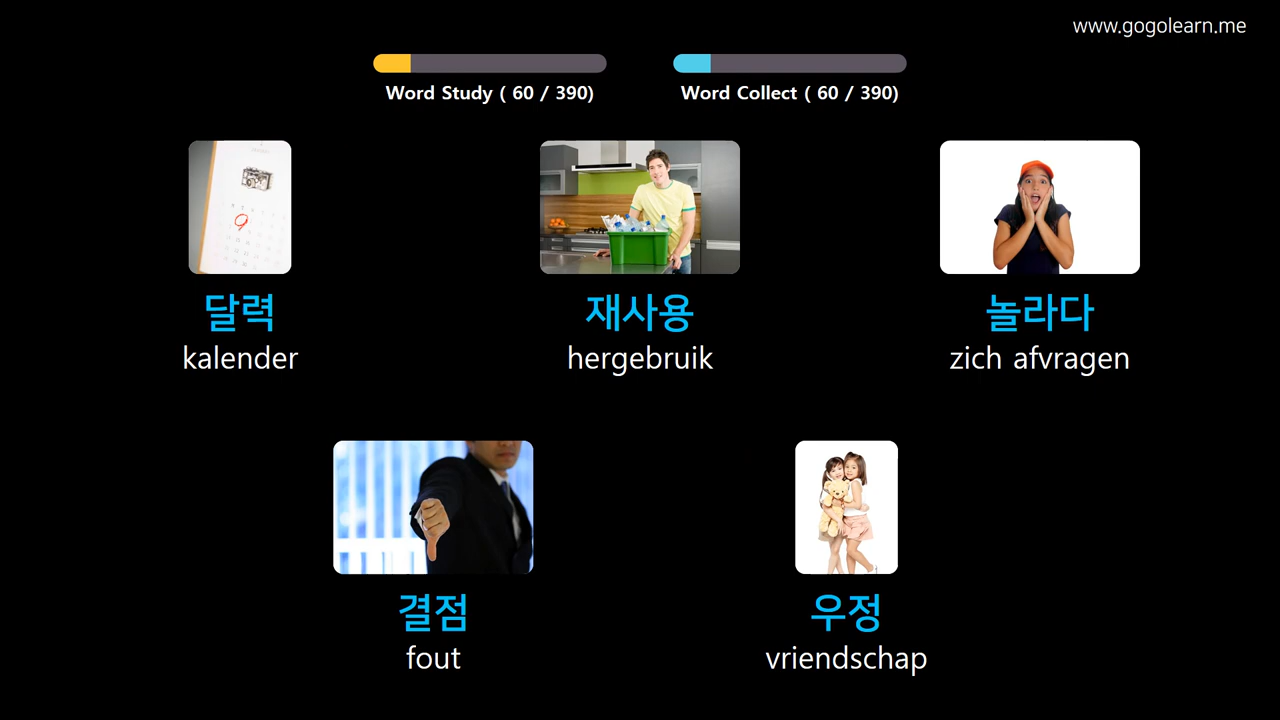 www.gogolearn.me
Word Study ( 60 / 390)
Word Collect ( 60 / 390)
달력
kalender
재사용
hergebruik
놀라다
zich afvragen
결점
fout
우정
vriendschap